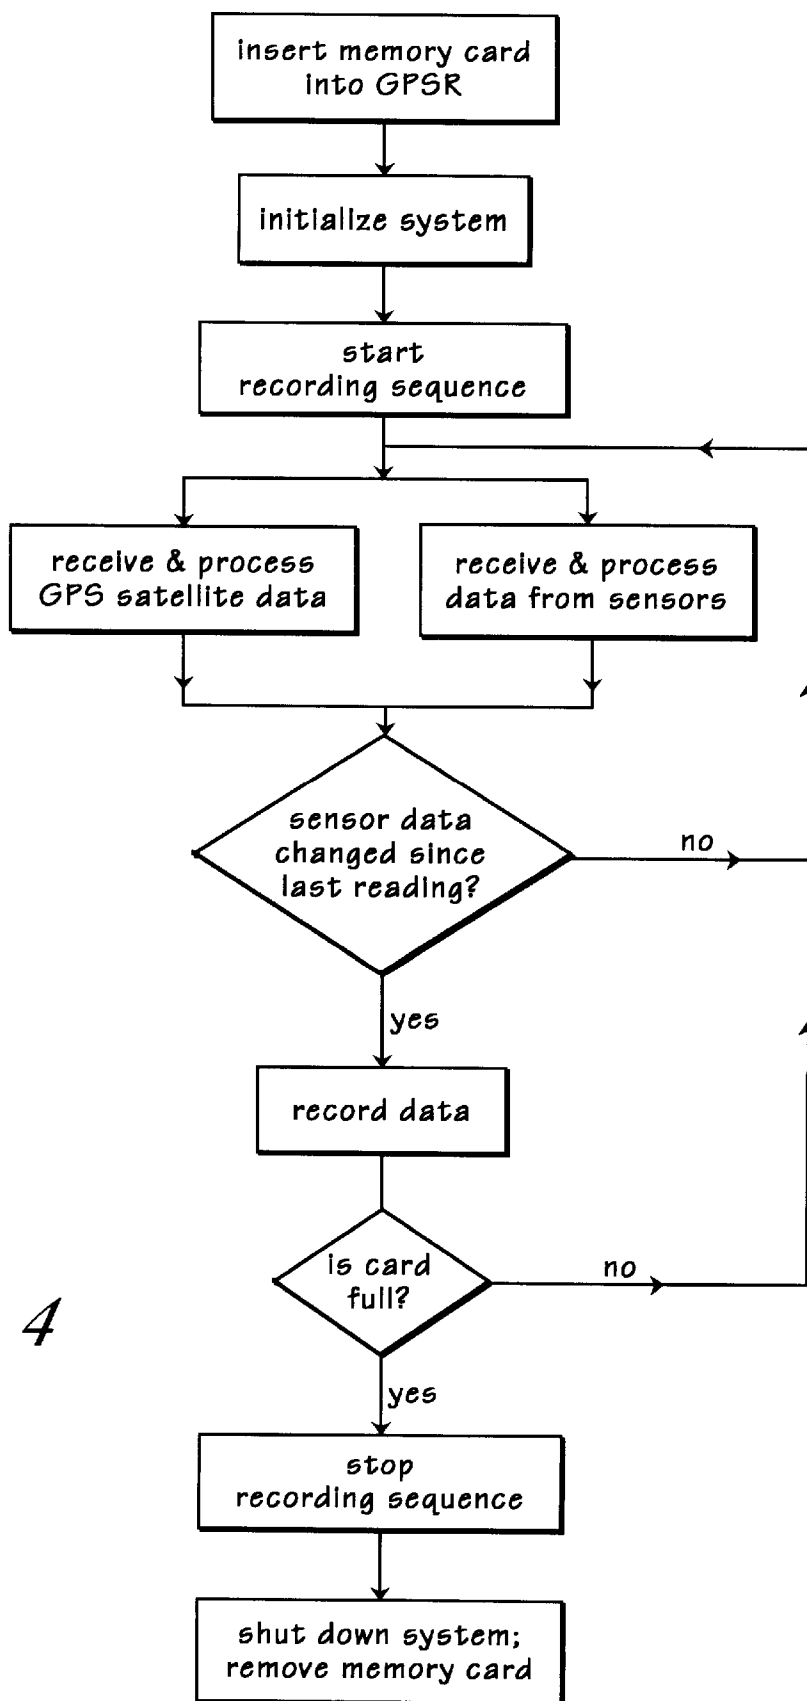 insert memory card
into GPSR
initialize system
start
recording sequence
receive & process
GPS satellite data
receive & process
data from sensors
sensor data
changed since
last reading?
no
yes
record data
is card
full?
no
4
yes
stop
recording sequence
shut down system;
remove memory card